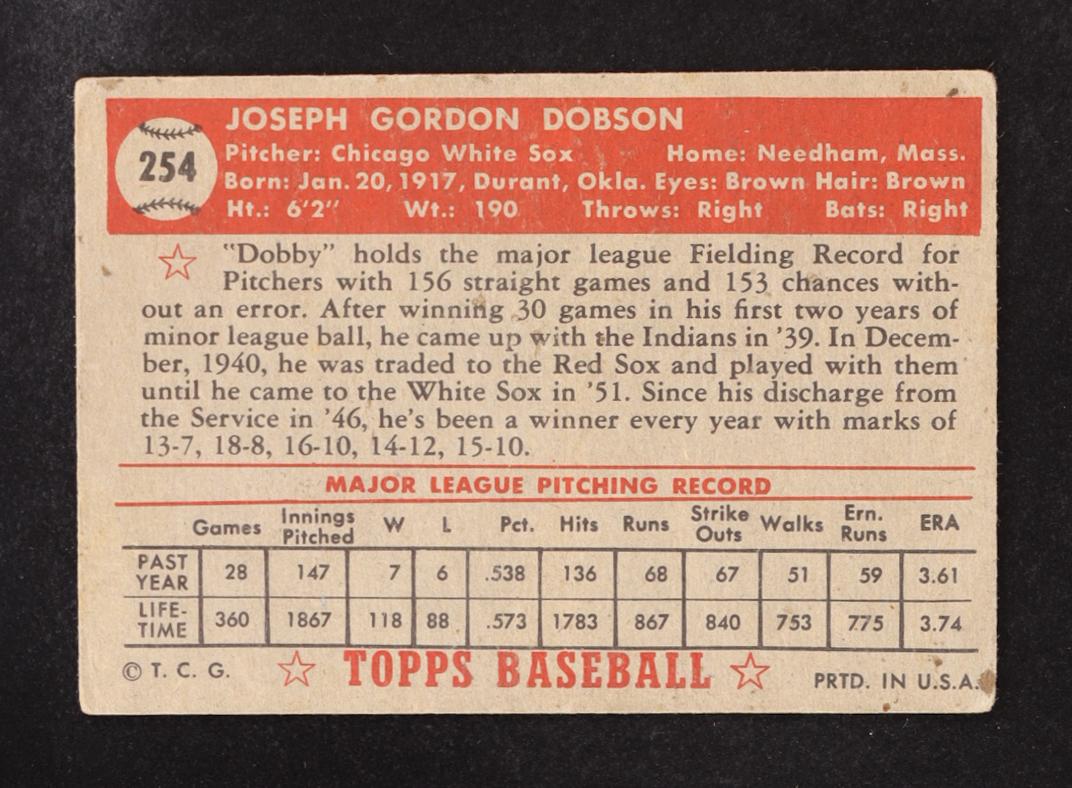 JOSEPH GORDON DOBSON
254
Pitcher: Chicago White Sox Home: Needham, Mass.
Born: Jan. 20, 1917, Durant, Okla. Eyes: Brown Hair: Brown
Ht.: 6'2" Wt.: 190 Throws: Right Bats: Right
"Dobby" holds the major league Fielding Record for
Pitchers with 156 straight games and 153 chances with-
out an error. After winning 30 games in his first two years of
minor league ball, he came up with the Indians in '39. In Decem-
ber, 1940, he was traded to the Red Sox and played with them
until he came to the White Sox in '51. Since his discharge from
the Service in '46, he's been a winner every year with marks of
13-7, 18-8, 16-10, 14-12, 15-10.
MAJOR LEAGUE PITCHING RECORD
Games Innings Pitched W L Pct. Hits Runs Strike Outs Walks Ern. Runs ERA
PAST YEAR 28 147 7 6 .538 136 68 67 51 59 3.61
LIFE-TIME 360 1867 118 88 .573 1783 867 840 753 775 3.74
© T. C. G. TOPPS BASEBALL PRTD. IN U.S.A.